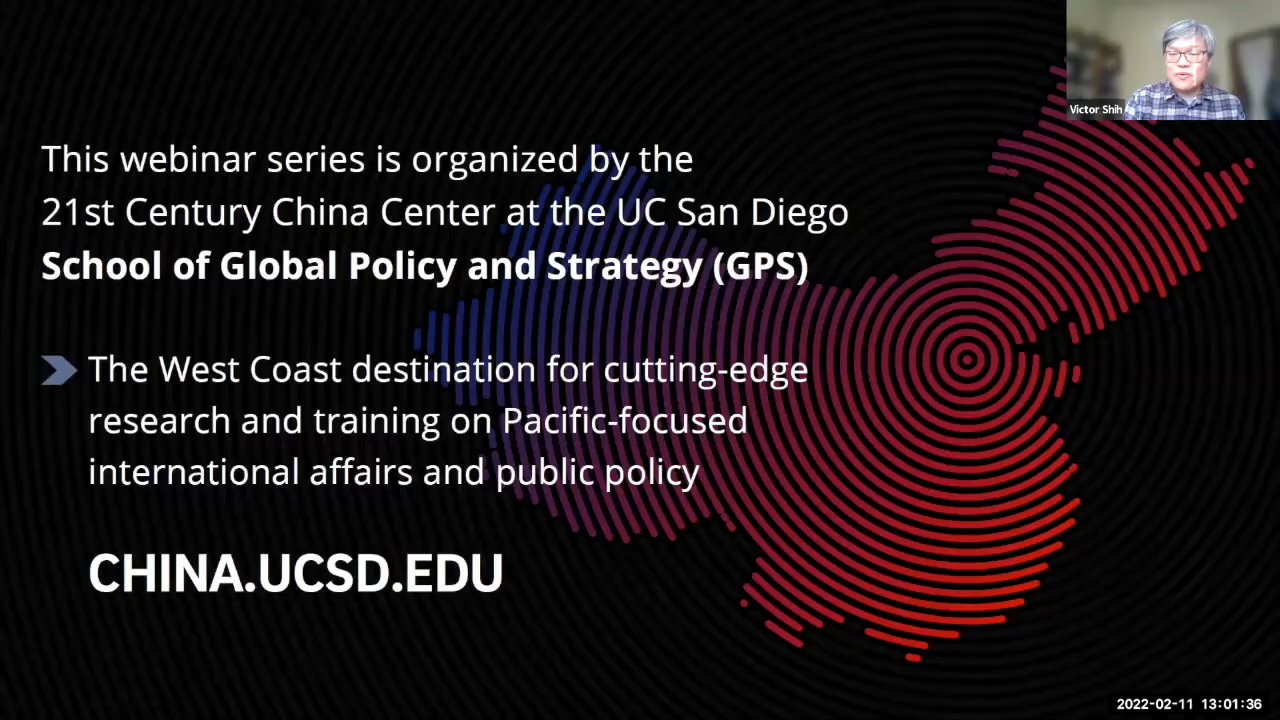 Victor Shih
This webinar series is organized by the
21st Century China Center at the UC San Diego
School of Global Policy and Strategy (GPS)
The West Coast destination for cutting-edge
research and training on Pacific-focused
international affairs and public policy
CHINA.UCSD.EDU
2022-02-11 13:01:36